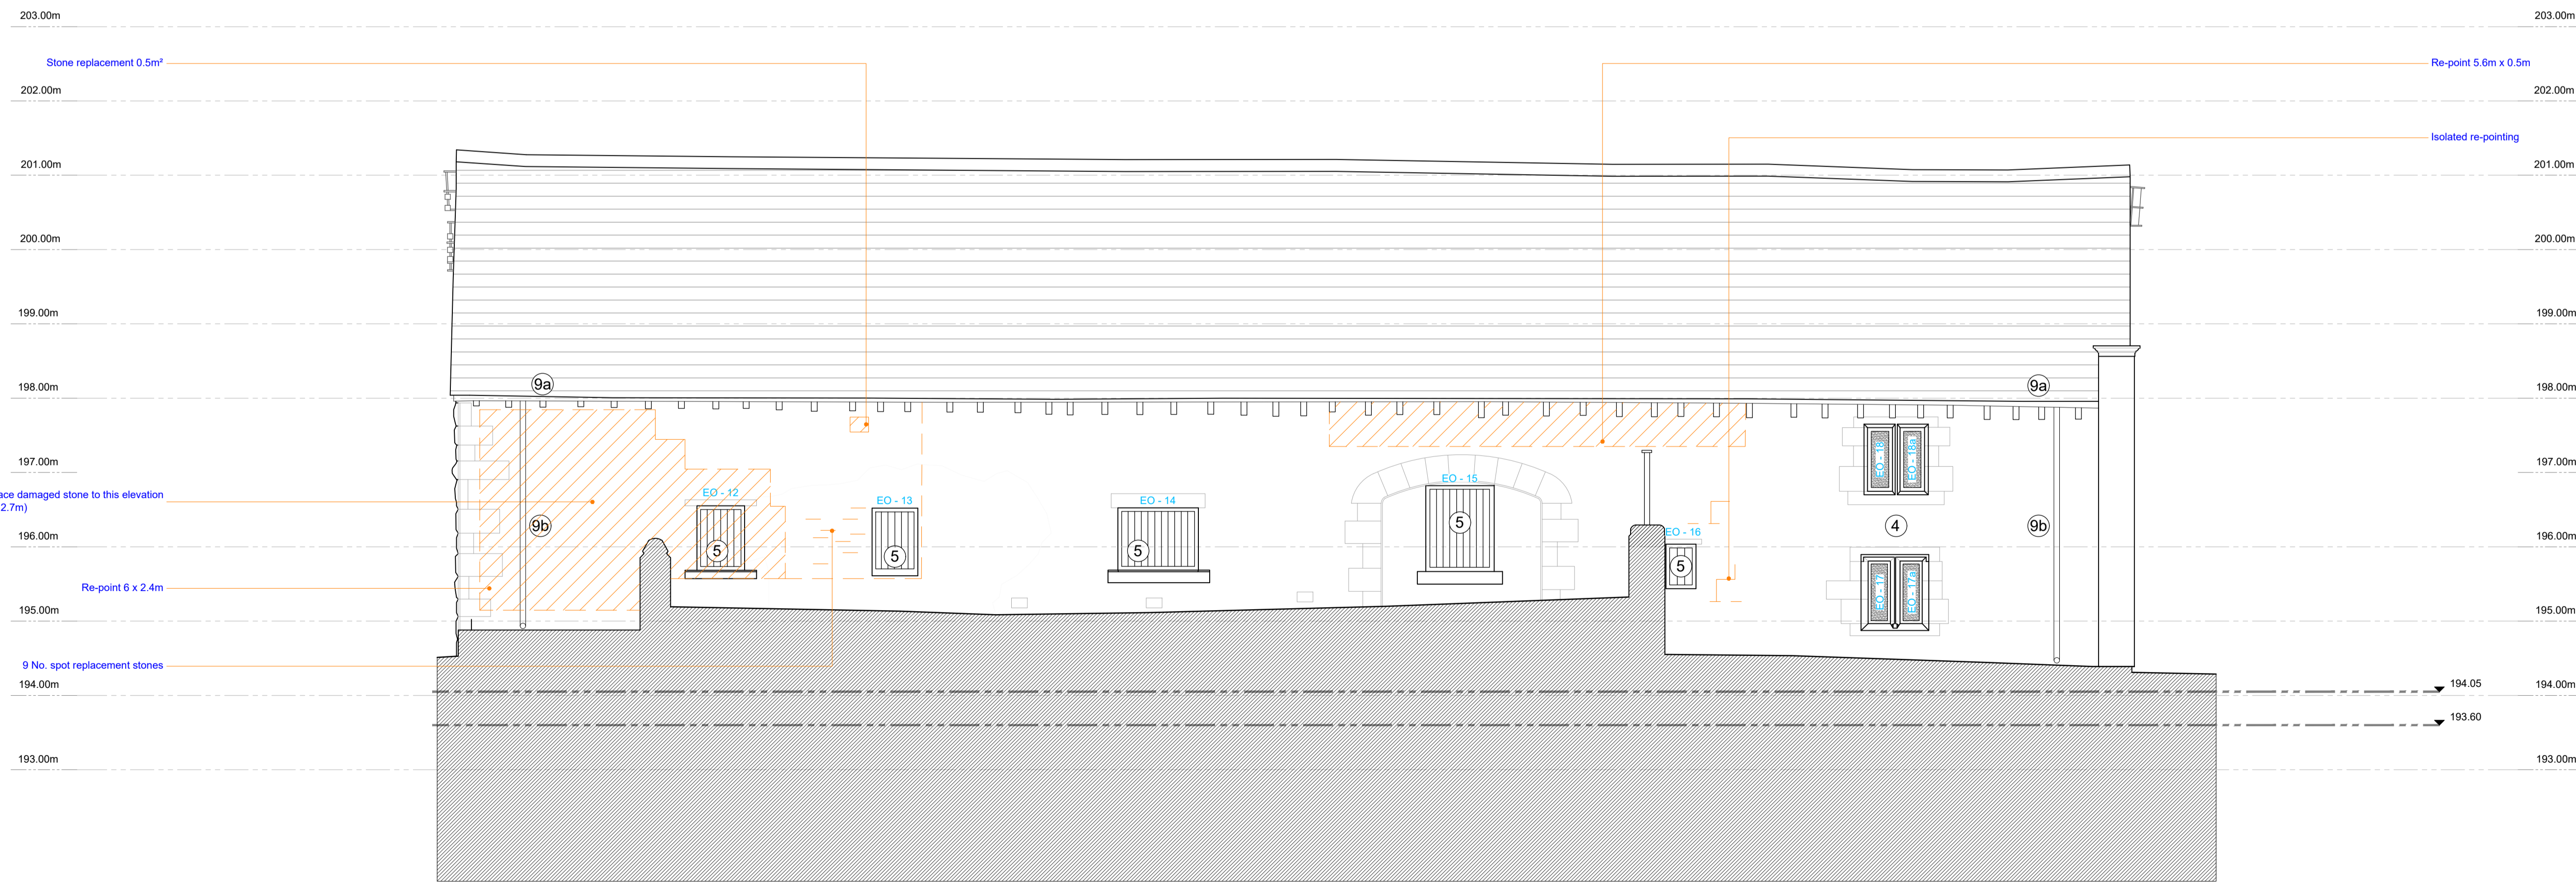 203.00m
203.00m
Stone replacement 0.5m²
Re-point 5.6m x 0.5m
202.00m
202.00m
Isolated re-pointing
201.00m
201.00m
200.00m
200.00m
199.00m
199.00m
198.00m
198.00m
9a
9a
197.00m
197.00m
EO - 18
EO - 18a
damaged stone to this elevation
2.7m)
EO - 12
EO - 13
EO - 14
EO - 15
9b
5
5
5
5
EO - 16
5
4
9b
196.00m
196.00m
Re-point 6 x 2.4m
EO - 17
EO - 17a
195.00m
195.00m
9 No. spot replacement stones
194.00m
194.00m
194.05
193.60
193.00m
193.00m